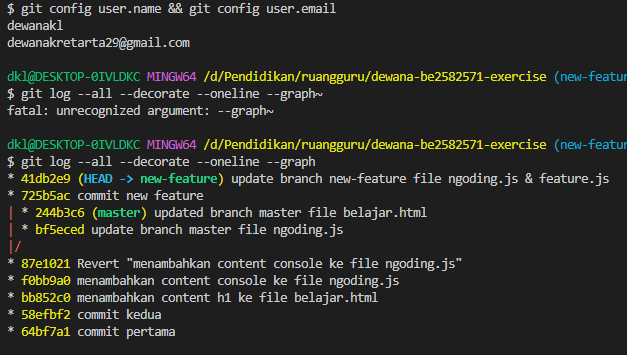 $ git config user.name && git config user.email
dewanakl
dewanakretarta29@gmail.com
dkl@DESKTOP-0IVLDKC MINGW64 /d/Pendidikan/ruangguru/dewana-be2582571-exercise (new-featur
$ git log --all --decorate --oneline --graph~
fatal: unrecognized argument: --graph~
dkl@DESKTOP-0IVLDKC MINGW64 /d/Pendidikan/ruangguru/dewana-be2582571-exercise (new-featur
$ git log --all --decorate --oneline --graph
* 41db2e9 (HEAD -> new-feature) update branch new-feature file ngoding.js & feature.js
* 725b5ac commit new feature
| * 244b3c6 (master) updated branch master file belajar.html
| * bf5eced update branch master file ngoding.js
|/
* 87e1021 Revert "menambahkan content console ke file ngoding.js"
* f0bb9a0 menambahkan content console ke file ngoding.js
* bb852c0 menambahkan content h1 ke file belajar.html
* 58efbf2 commit kedua
* 64bf7a1 commit pertama